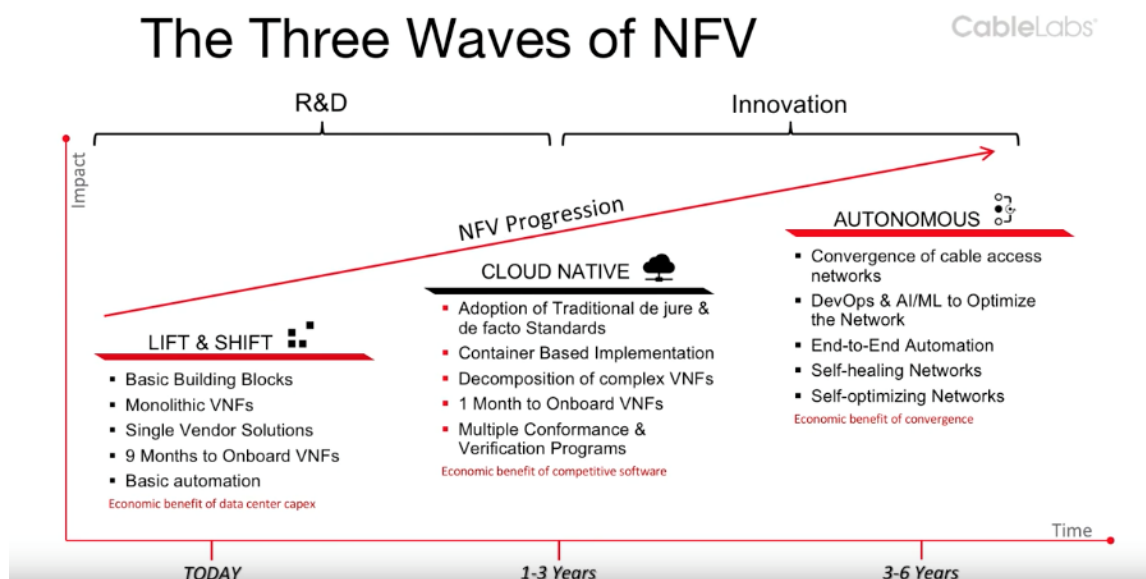 The Three Waves of NFV
CableLabs®
R&D
Innovation
Impact
NFV Progression
AUTONOMOUS
Convergence of cable access
networks
DevOps & AI/ML to Optimize
the Network
End-to-End Automation
Self-healing Networks
Self-optimizing Networks
Economic benefit of convergence
CLOUD NATIVE
Adoption of Traditional de jure &
de facto Standards
Container Based Implementation
Decomposition of complex VNFs
1 Month to Onboard VNFs
Multiple Conformance &
Verification Programs
Economic benefit of competitive software
LIFT & SHIFT
Basic Building Blocks
Monolithic VNFs
Single Vendor Solutions
9 Months to Onboard VNFs
Basic automation
Economic benefit of data center capex
Time
TODAY
1-3 Years
3-6 Years